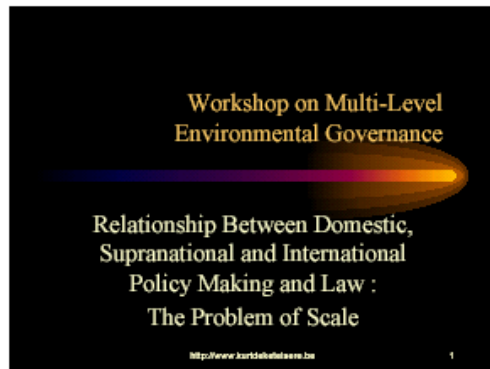 Workshop on Multi-Level
Environmental Governance
Relationship Between Domestic,
Supranational and International
Policy Making and Law :
The Problem of Scale
http://www.kurtdeketelaere.be
1